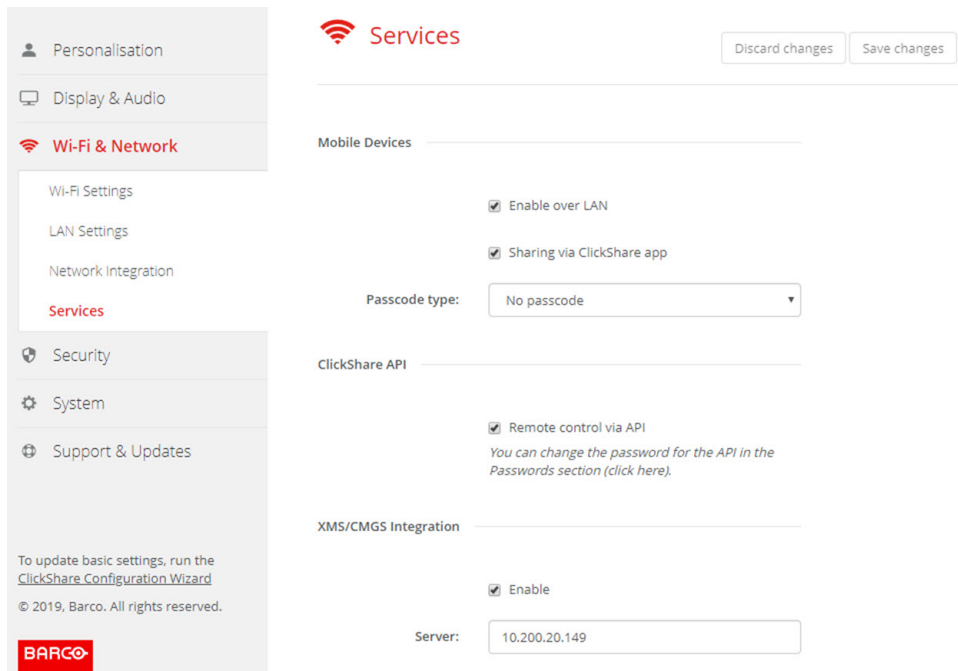 Personalisation
Display & Audio
Wi-Fi & Network
Wi-Fi Settings
LAN Settings
Network Integration
Services
Security
System
Support & Updates
To update basic settings, run the
ClickShare Configuration Wizard
© 2019, Barco. All rights reserved.
BARCO
Services
Discard changes
Save changes
Mobile Devices
Enable over LAN
Sharing via ClickShare app
Passcode type:
No passcode
ClickShare API
Remote control via API
You can change the password for the API in the
Passwords section (click here).
XMS/CMGS Integration
Enable
Server:
10.200.20.149